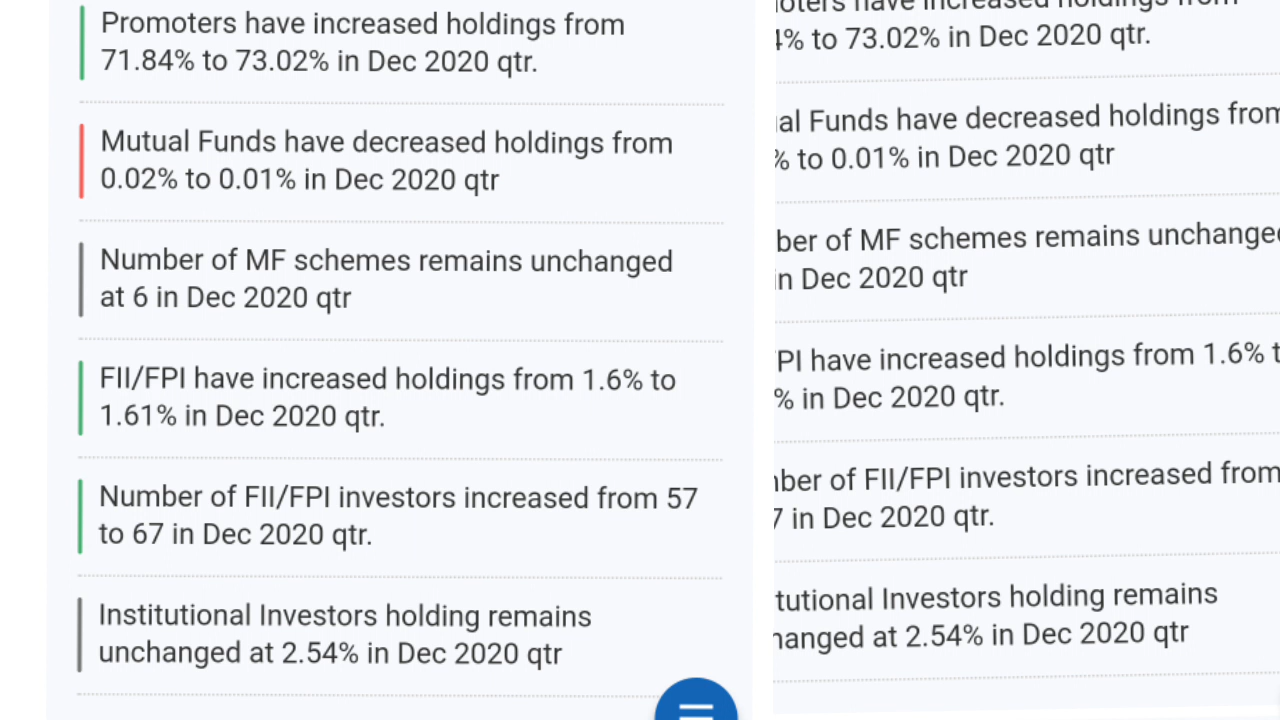 Promoters have increased holdings from
71.84% to 73.02% in Dec 2020 qtr.
Mutual Funds have decreased holdings from
0.02% to 0.01% in Dec 2020 qtr
Number of MF schemes remains unchanged
at 6 in Dec 2020 qtr
FII/FPI have increased holdings from 1.6% to
1.61% in Dec 2020 qtr.
Number of FII/FPI investors increased from 57
to 67 in Dec 2020 qtr.
Institutional Investors holding remains
unchanged at 2.54% in Dec 2020 qtr
have increased holdings from
% to 73.02% in Dec 2020 qtr.
al Funds have decreased holdings from
% to 0.01% in Dec 2020 qtr
ber of MF schemes remains unchanged
in Dec 2020 qtr
PI have increased holdings from 1.6% t
% in Dec 2020 qtr.
ber of FII/FPI investors increased from
7 in Dec 2020 qtr.
tutional Investors holding remains
hanged at 2.54% in Dec 2020 qtr